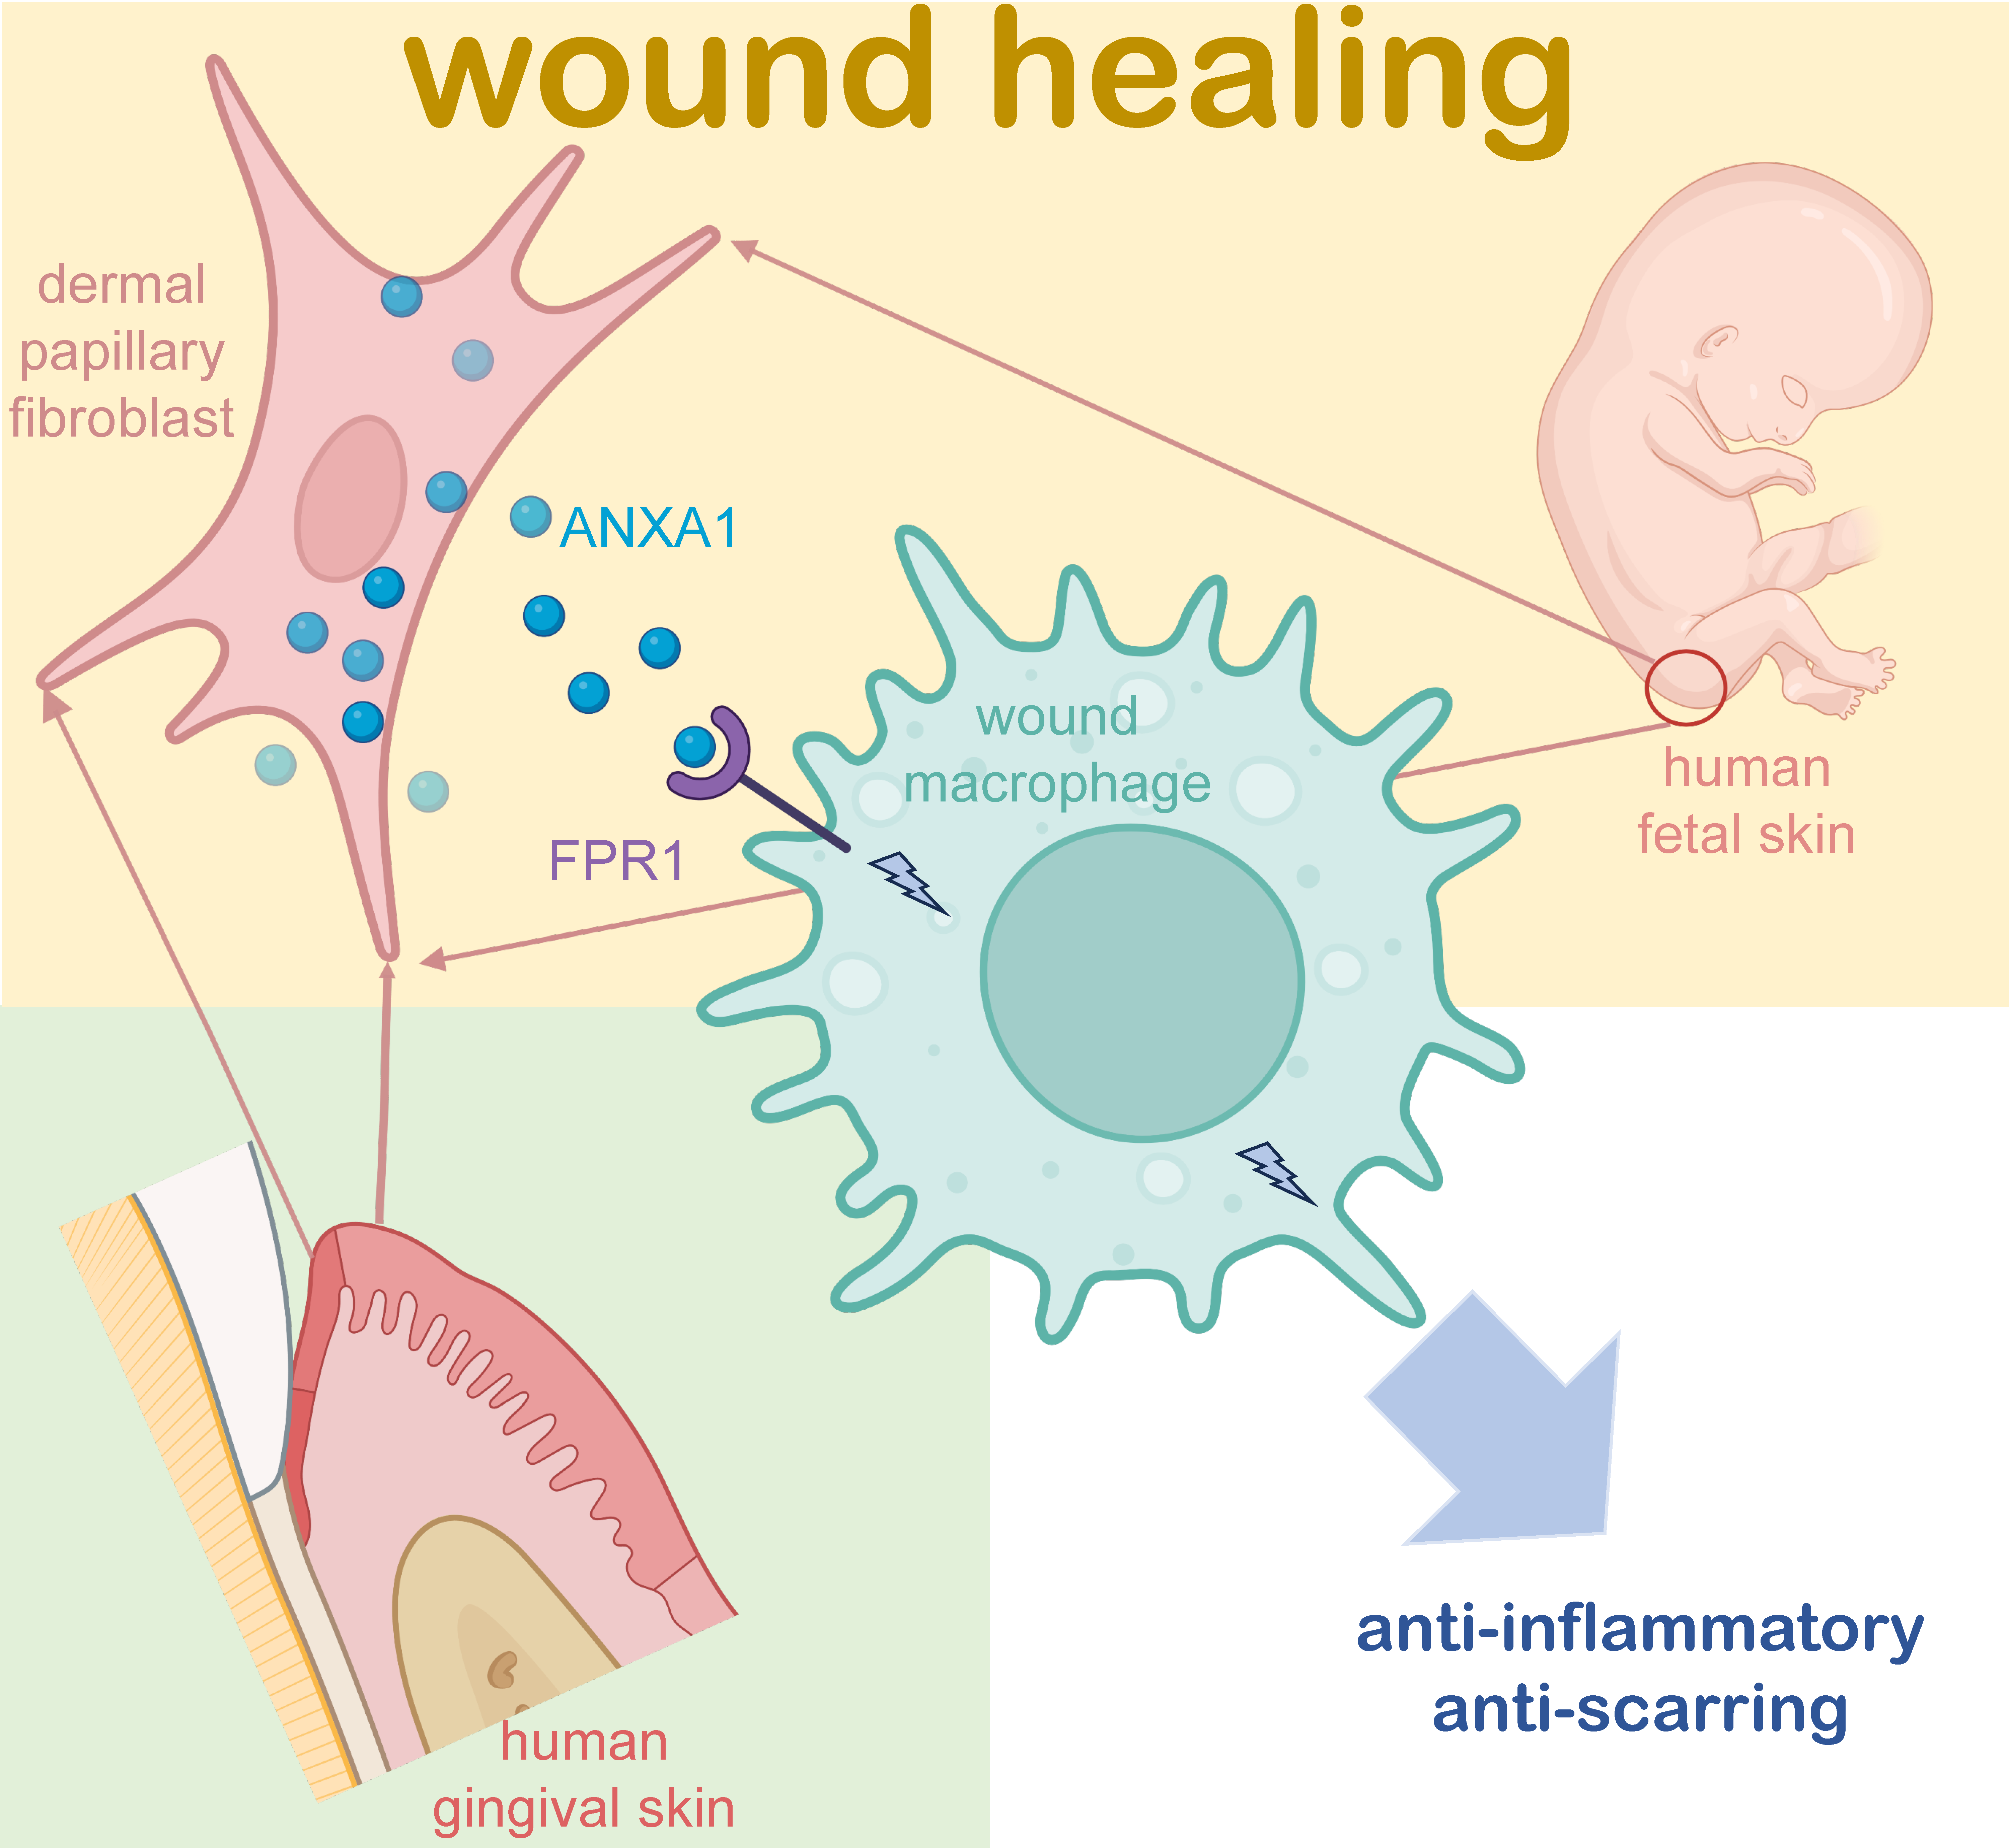 wound healing
dermal
papillary
fibroblast
ANXA1
wound
macrophage
FPR1
human
fetal skin
human
gingival skin
anti-inflammatory
anti-scarring